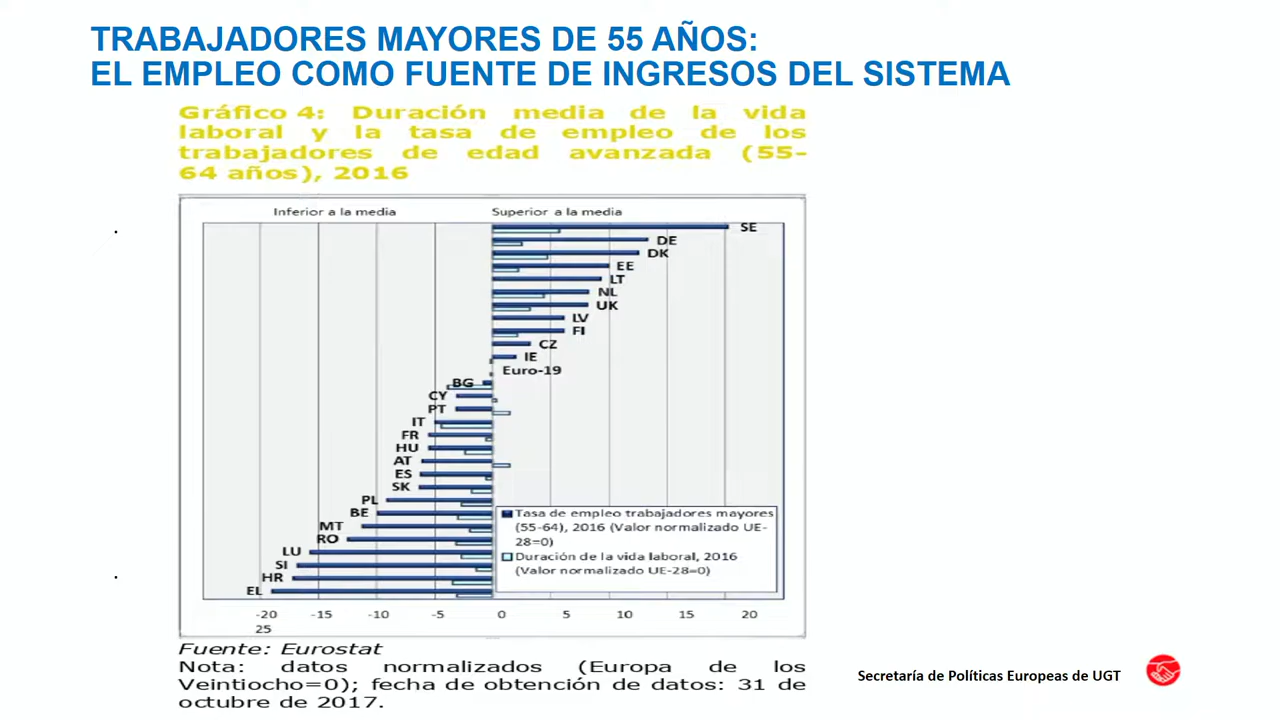 TRABAJADORES MAYORES DE 55 AÑOS:
EL EMPLEO COMO FUENTE DE INGRESOS DEL SISTEMA
Gráfico 4: Duración media de la vida
laboral y la tasa de empleo de los
trabajadores de edad avanzada (55-
64 años), 2016
Inferior a la media
Superior a la media
SE
DE
DK
EE
LT
NL
UK
LV
FI
CZ
IE
Euro-19
BG
CY
PT
IT
FR
HU
AT
ES
SK
PL
BE
MT
RO
LU
SI
HR
EL
Tasa de empleo trabajadores mayores
(55-64), 2016 (Valor normalizado UE-
28=0)
Duración de la vida laboral, 2016
(Valor normalizado UE-28=0)
-20 -15 -10 -5 0 5 10 15 20
25
Fuente: Eurostat
Nota: datos normalizados (Europa de los
Veintiocho=0); fecha de obtención de datos: 31 de
octubre de 2017.
Secretaría de Políticas Europeas de UGT